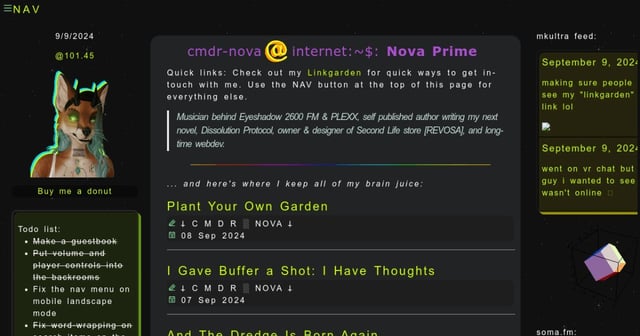 NAV
9/9/2024
@101.45
Buy me a donut
Todo list:
Make a guestbook
Put volume and
player controls into
the backrooms
Fix the nav menu on
mobile landscape
mode
Fix word-wrapping on
cmdr-nova@internet:~$: Nova Prime
Quick links: Check out my Linkgarden for quick ways to get in-
touch with me. Use the NAV button at the top of this page for
everything else.
Musician behind Eyeshadow 2600 FM & PLEXX, self published author writing my next
novel, Dissolution Protocol, owner & designer of Second Life store [REVOSA], and long-
time webdev.
... and here's where I keep all of my brain juice:
Plant Your Own Garden
↓ C M D R ▒ NOVA ↓
08 Sep 2024
I Gave Buffer a Shot: I Have Thoughts
↓ C M D R ▒ NOVA ↓
07 Sep 2024
And The Dredge Is Born Again
mkultra feed:
September 9, 2024
making sure people
see my "linkgarden"
link lol
September 9, 2024
went on vr chat but
guy i wanted to see
wasn't online
soma.fm: